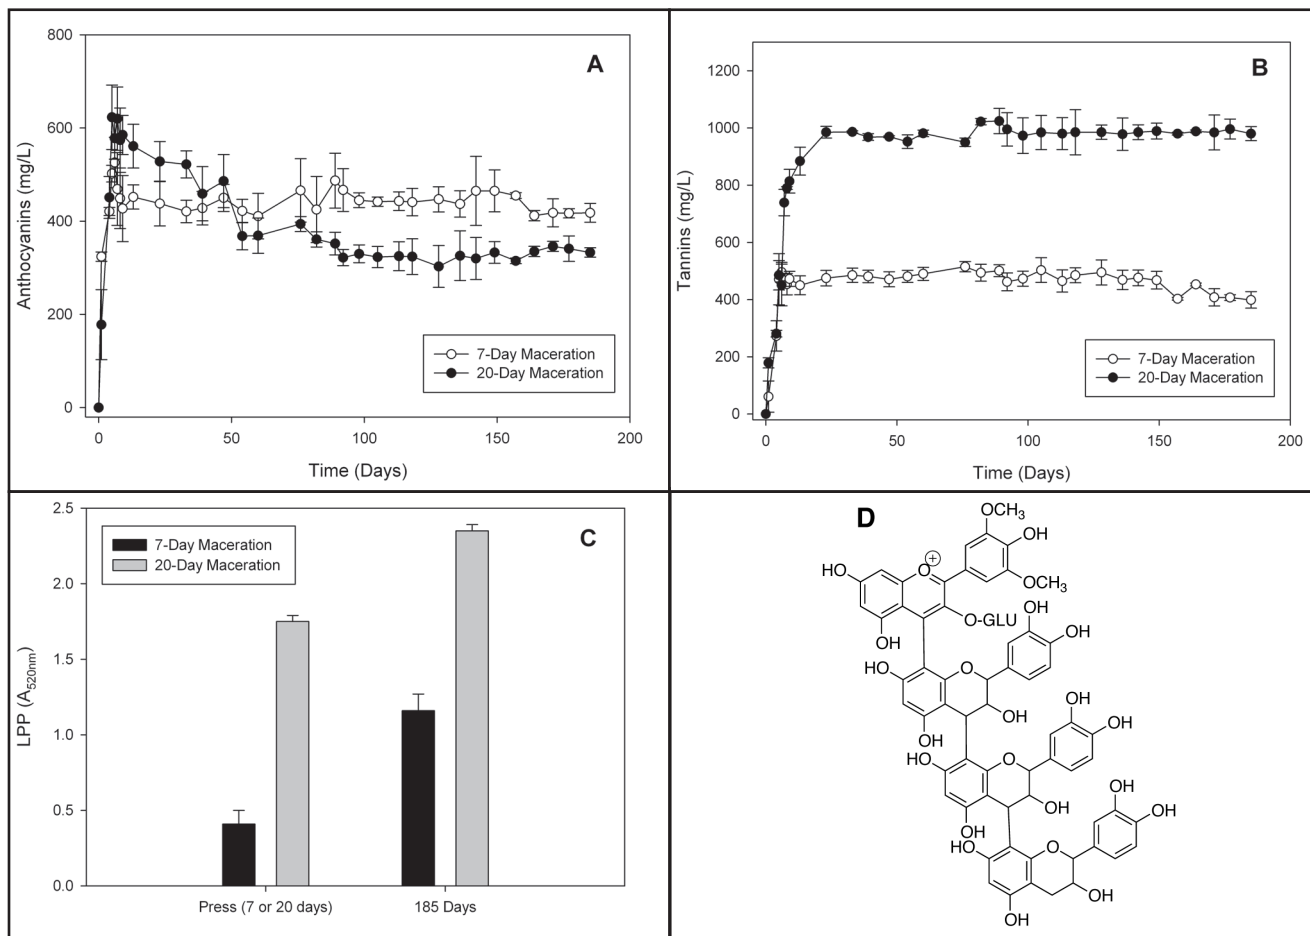 A
Anthocyanins (mg/L)
800
600
400
200
0
0 50 100 150 200
Time (Days)
7-Day Maceration
20-Day Maceration
B
Tannins (mg/L)
1200
1000
800
600
400
200
0
0 50 100 150 200
Time (Days)
7-Day Maceration
20-Day Maceration
C
LPP (A520nm)
2.5
2.0
1.5
1.0
0.5
0.0
7-Day Maceration
20-Day Maceration
Press (7 or 20 days) 185 Days
D
OCH3
OH
+
HO O
OCH3
O-GLU
OH
OH
OH
HO O
OH
OH
OH
OH
HO O
OH
OH
OH
OH
HO O
OH
OH